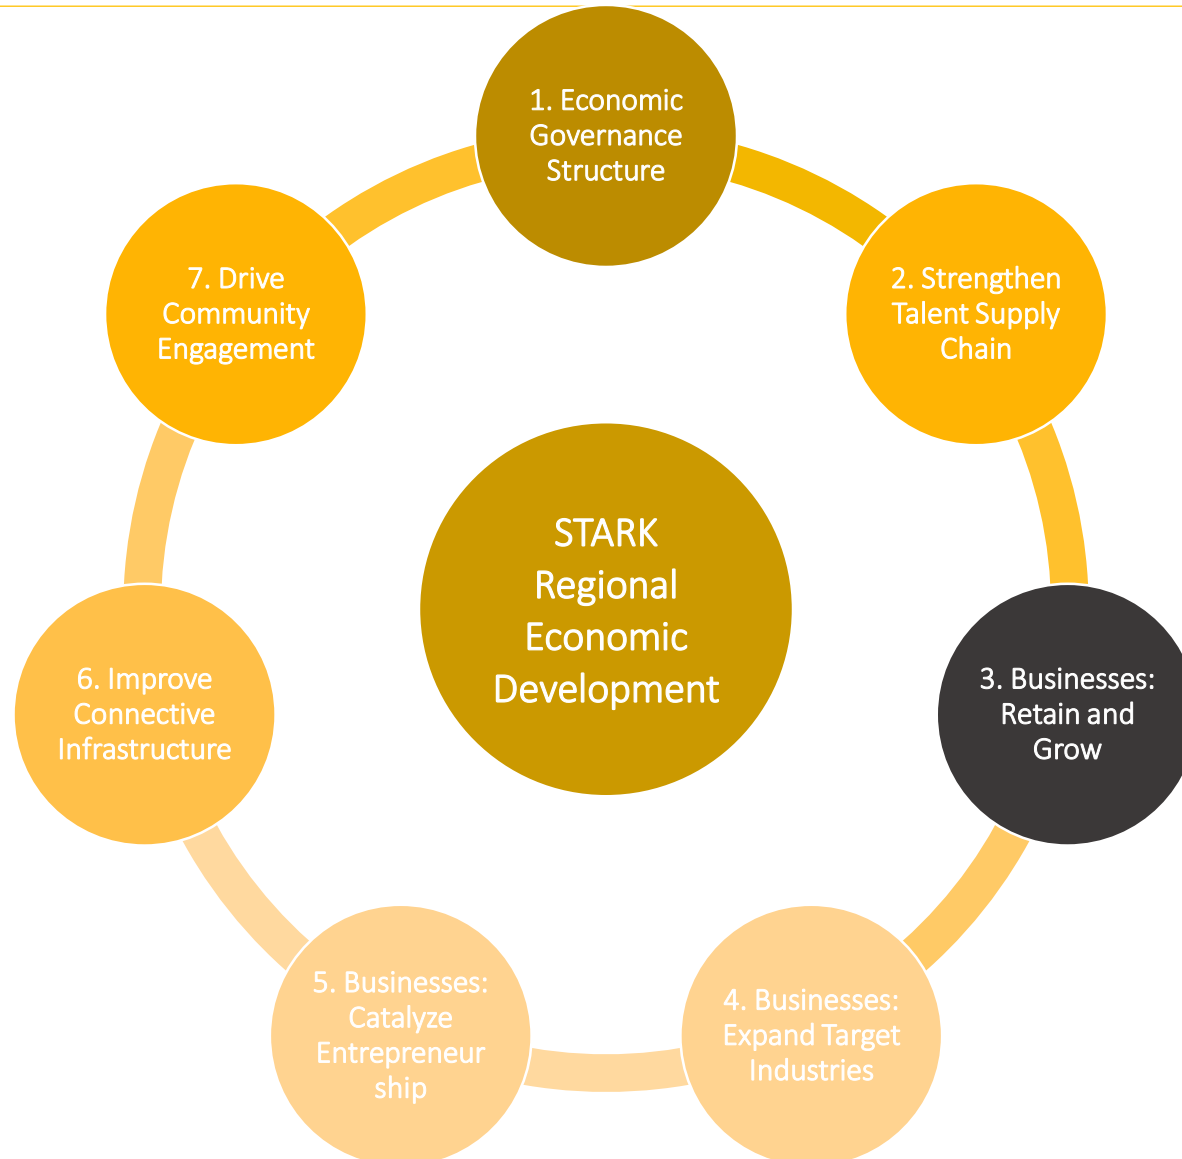 1. Economic
Governance
Structure
2. Strengthen
Talent Supply
Chain
3. Businesses:
Retain and
Grow
4. Businesses:
Expand Target
Industries
5. Businesses:
Catalyze
Entrepreneur
ship
6. Improve
Connective
Infrastructure
7. Drive
Community
Engagement
STARK
Regional
Economic
Development